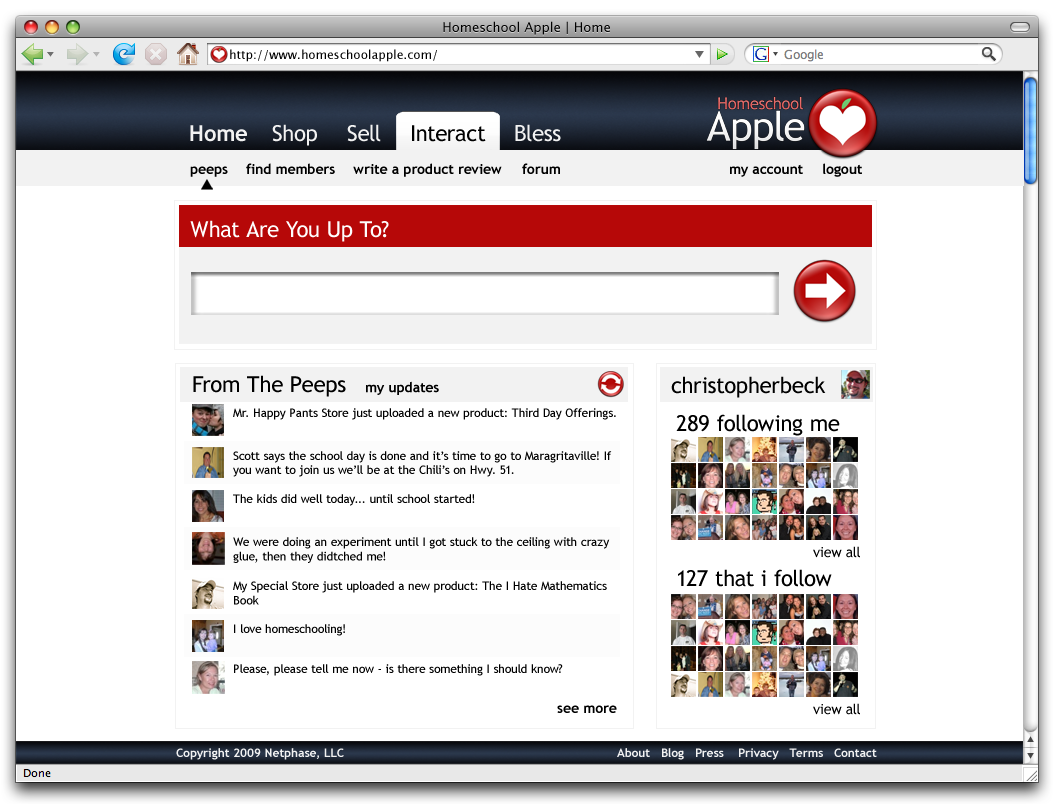 Homeschool Apple | Home
http://www.homeschoolapple.com/
G
Google
Home Shop Sell Interact Bless
Homeschool
Apple
peeps find members write a product review forum my account logout
What Are You Up To?
From The Peeps my updates
Mr. Happy Pants Store just uploaded a new product: Third Day Offerings.
Scott says the school day is done and it's time to go to Maragritaville! If
you want to join us we'll be at the Chili's on Hwy. 51.
The kids did well today... until school started!
We were doing an experiment until I got stuck to the ceiling with crazy
glue, then they didtched me!
My Special Store just uploaded a new product: The I Hate Mathematics
Book
I love homeschooling!
Please, please tell me now - is there something I should know?
see more
christopherbeck
289 following me
view all
127 that i follow
view all
Copyright 2009 Netphase, LLC
About Blog Press Privacy Terms Contact
Done